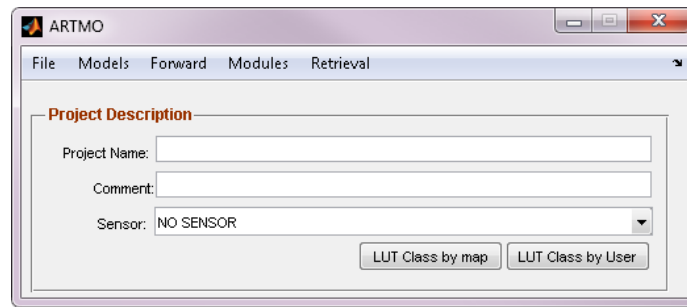 ARTMO
File Models Forward Modules Retrieval
Project Description
Project Name:
Comment:
Sensor: NO SENSOR
LUT Class by map LUT Class by User